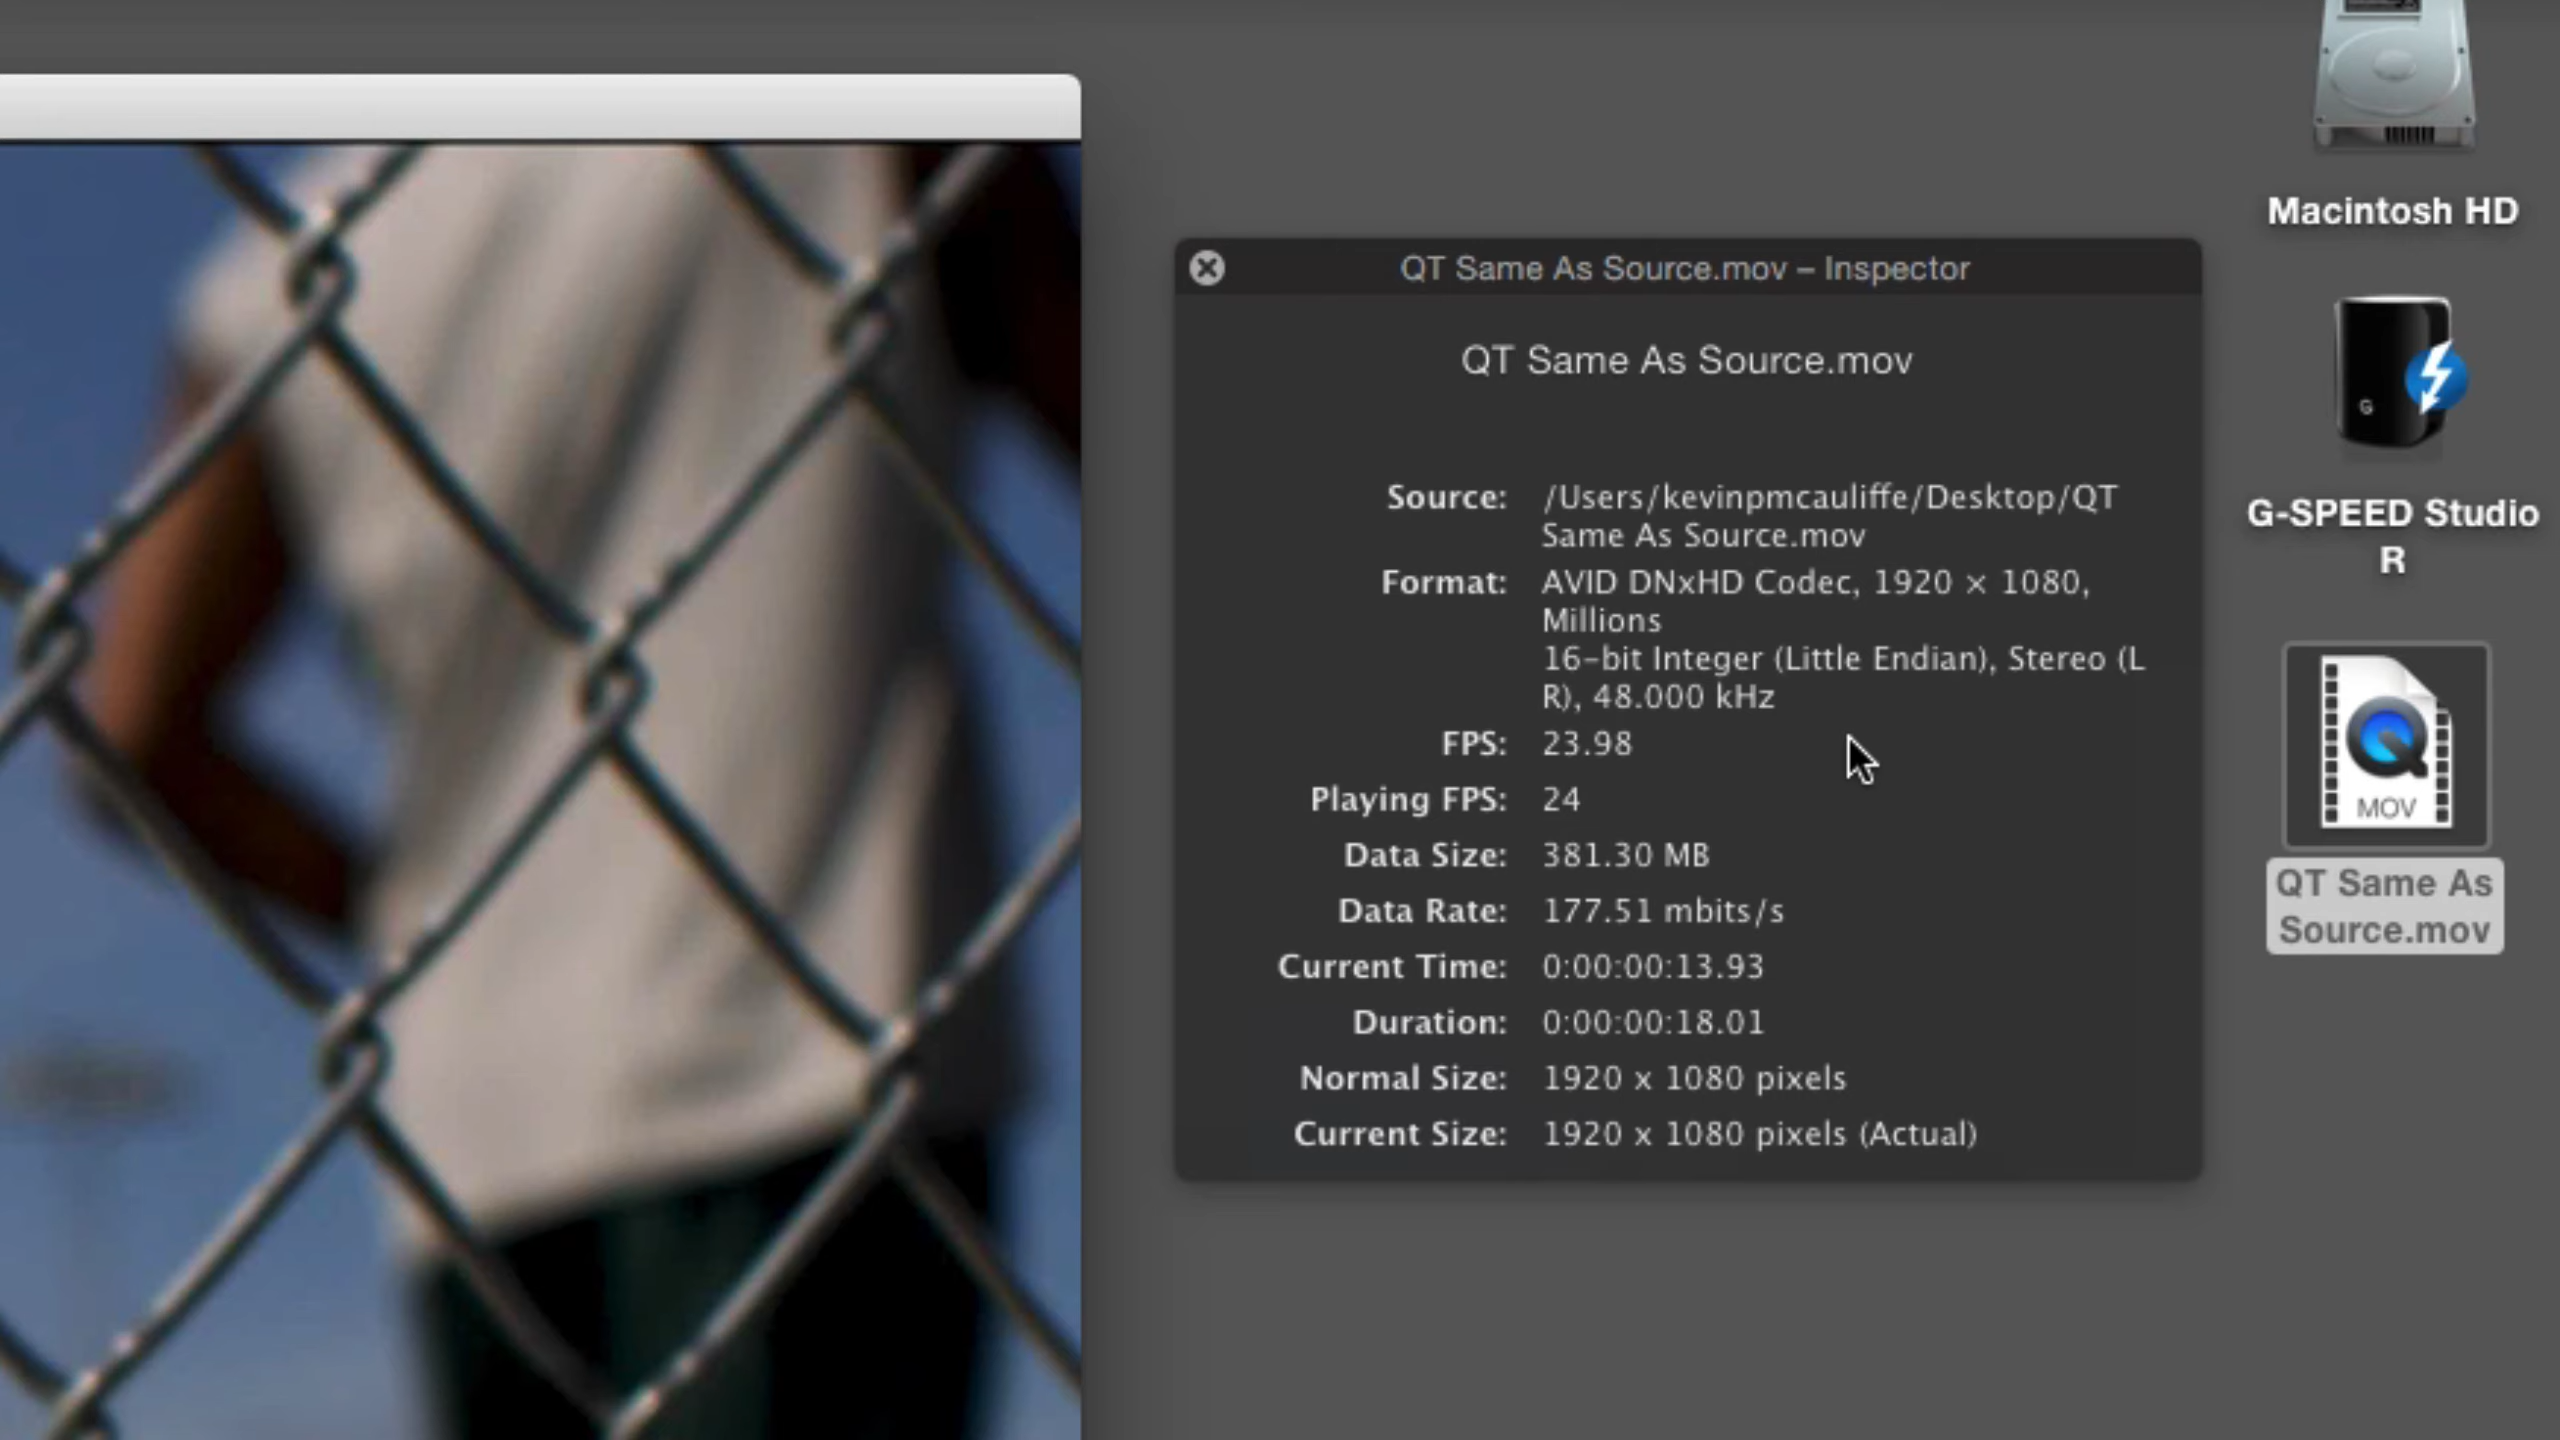 Macintosh HD
QT Same As Source.mov – Inspector
QT Same As Source.mov
Source: /Users/kevinpmcauliffe/Desktop/QT
Same As Source.mov
Format: AVID DNxHD Codec, 1920 × 1080,
Millions
16-bit Integer (Little Endian), Stereo (L
R), 48.000 kHz
FPS: 23.98
Playing FPS: 24
Data Size: 381.30 MB
Data Rate: 177.51 mbits/s
Current Time: 0:00:00:13.93
Duration: 0:00:00:18.01
Normal Size: 1920 x 1080 pixels
Current Size: 1920 x 1080 pixels (Actual)
G
G-SPEED Studio
R
MOV
QT Same As
Source.mov